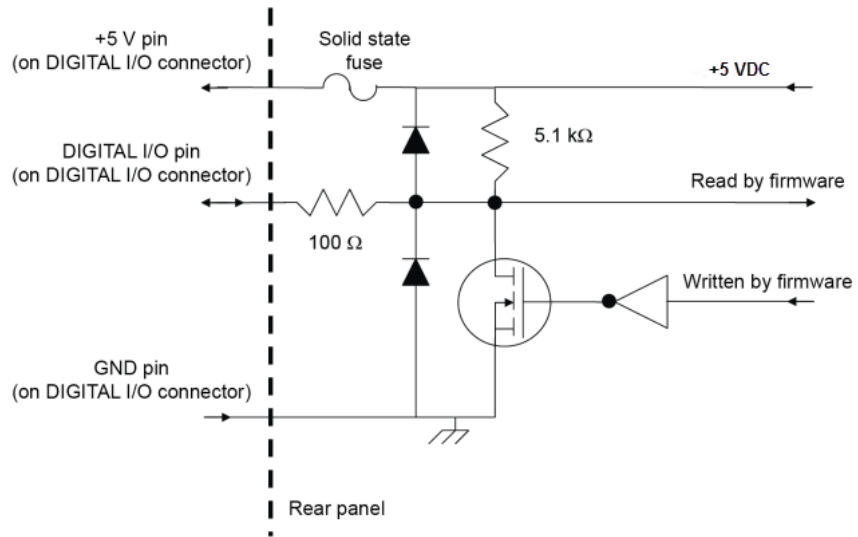 +5 V pin
(on DIGITAL I/O connector)
Solid state
fuse
+5 VDC
DIGITAL I/O pin
(on DIGITAL I/O connector)
5.1 kΩ
Read by firmware
100 Ω
Written by firmware
GND pin
(on DIGITAL I/O connector)
Rear panel